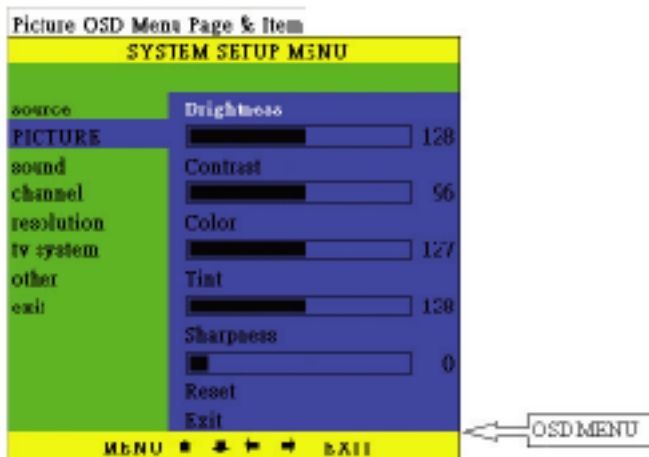 Picture OSD Menu Page & Item
SYSTEM SETUP MENU
source
PICTURE
sound
channel
resolution
tv system
other
exit
Brightness
128
Contrast
96
Color
127
Tint
128
Sharpness
0
Reset
Exit
MENU EXIT
OSD MENU